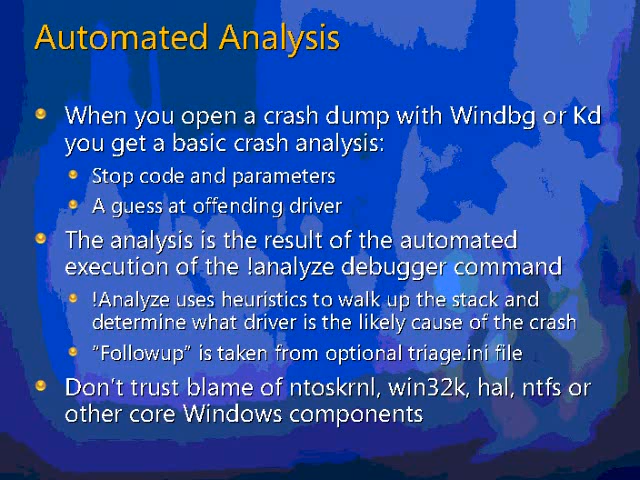 Automated Analysis
When you open a crash dump with Windbg or Kd
you get a basic crash analysis:
Stop code and parameters
A guess at offending driver
The analysis is the result of the automated
execution of the !analyze debugger command
!Analyze uses heuristics to walk up the stack and
determine what driver is the likely cause of the crash
“Followup” is taken from optional triage.ini file
Don’t trust blame of ntoskrnl, win32k, hal, ntfs or
other core Windows components